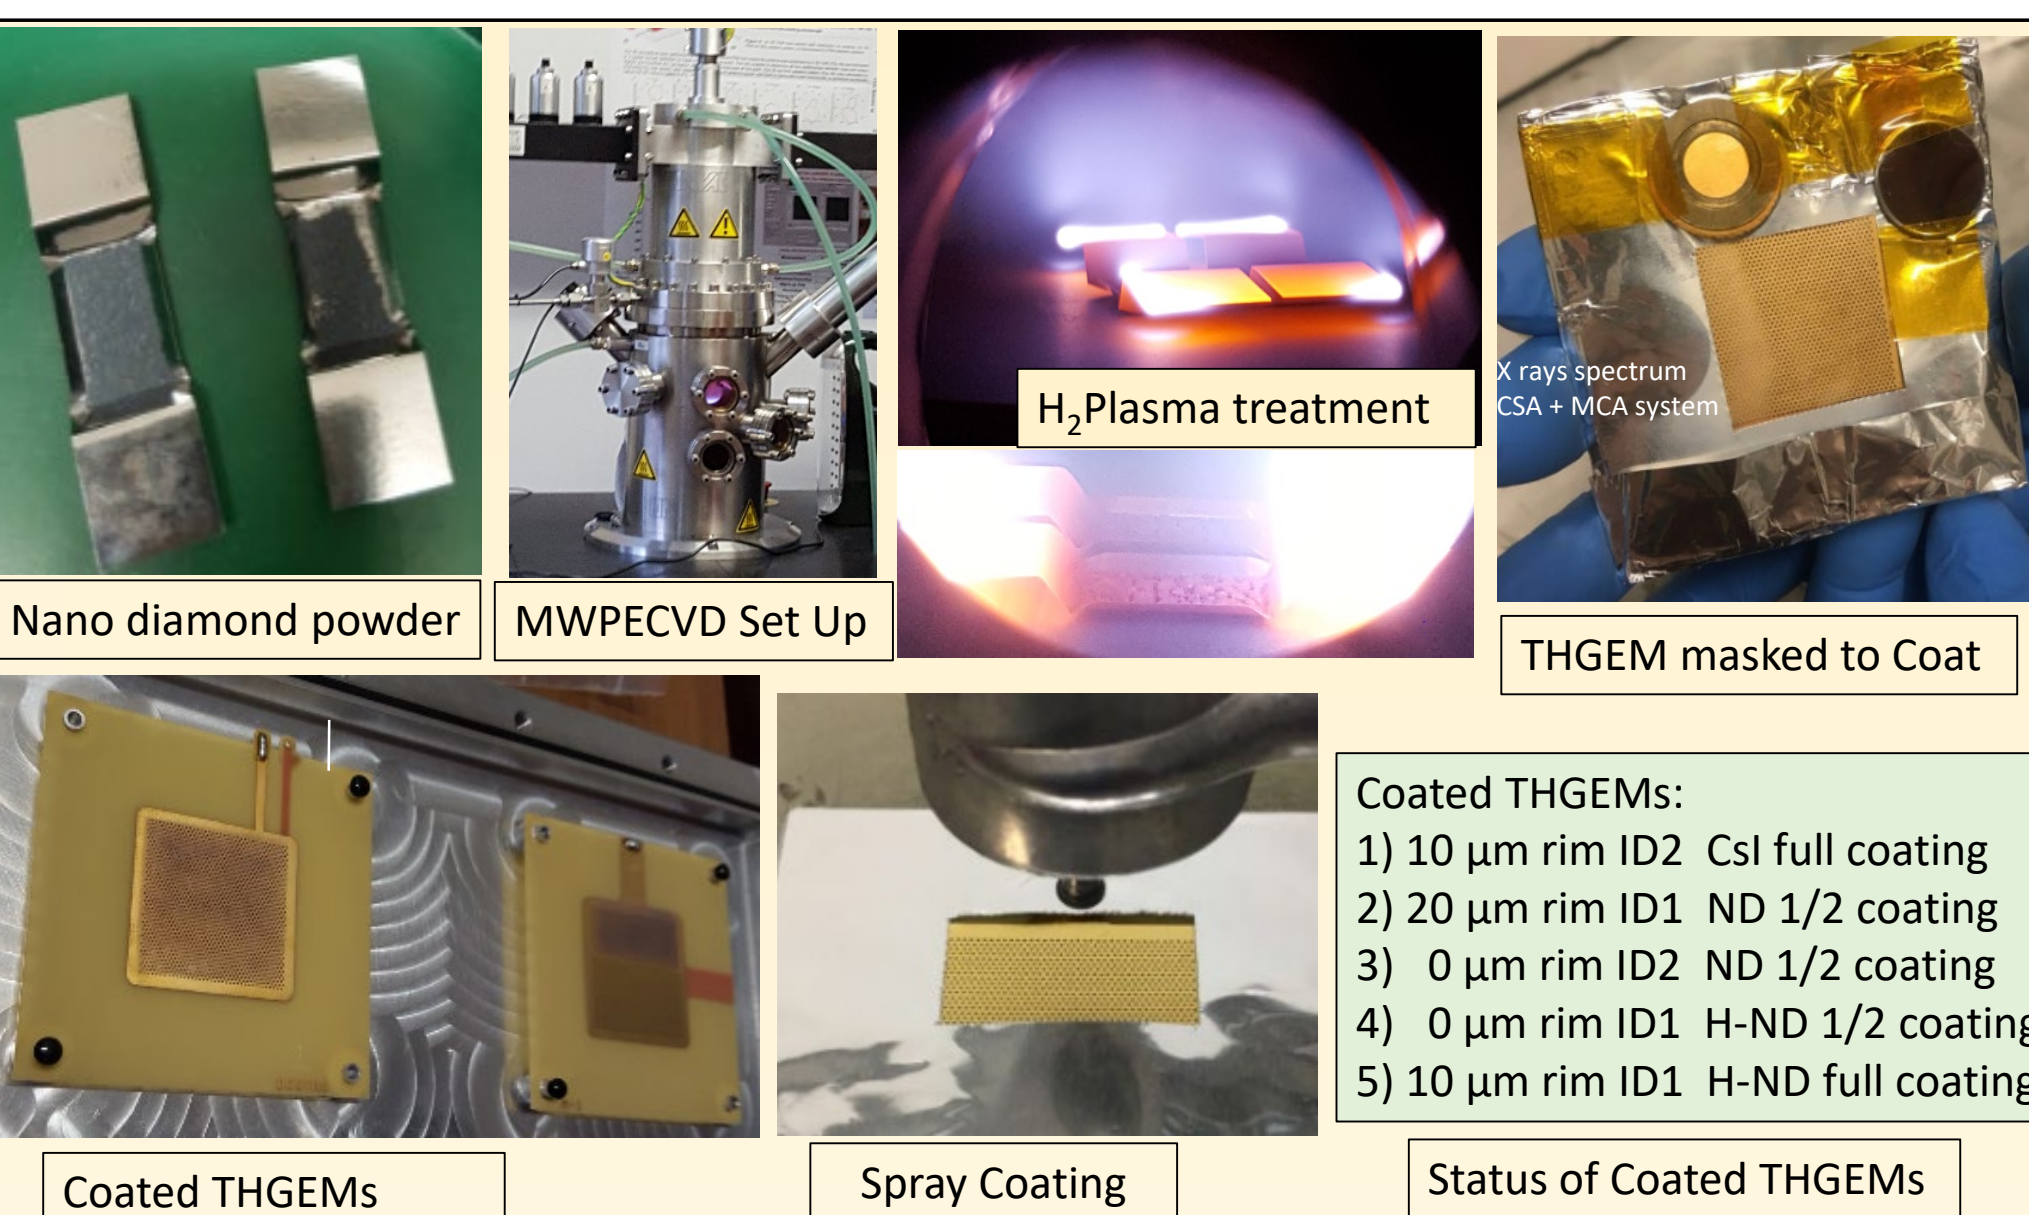 Nano diamond powder
MWPECVD Set Up
H₂Plasma treatment
X rays spectrum
CSA + MCA system
THGEM masked to Coat
Coated THGEMs
Spray Coating
Coated THGEMs:
1) 10 µm rim ID2 CsI full coating
2) 20 µm rim ID1 ND 1/2 coating
3) 0 µm rim ID2 ND 1/2 coating
4) 0 µm rim ID1 H-ND 1/2 coating
5) 10 µm rim ID1 H-ND full coating
Status of Coated THGEMs